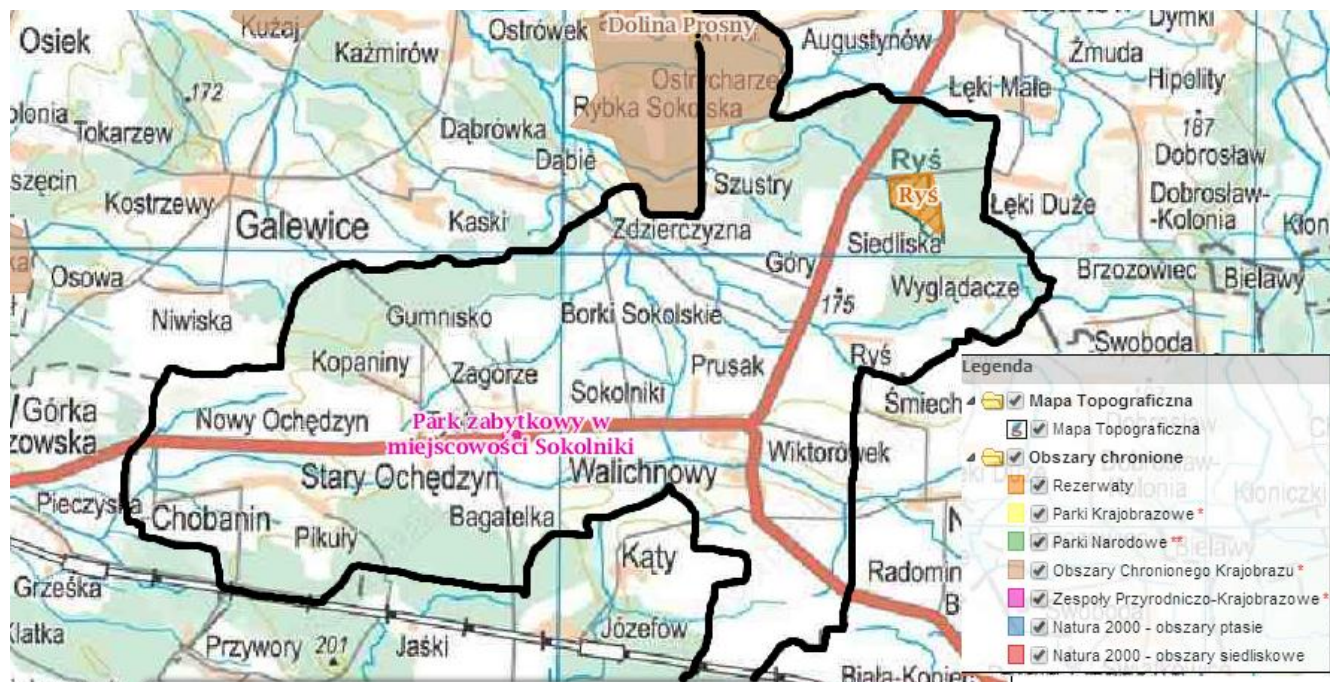 Kużaj
Ostrówek
Dolina Prosny
Dymki
Osiek
Kaźmirów
Augustynów
Żmuda
Ostrycharze
Hipolity
172
Łęki Małe
Rybka Sokolska
Tokarzew
Dąbrówka
187
Dobrosław
Dąbie
Ryś
Szustry
Ryś
Dobrosław-
-Kolonia
Kostrzewy
Galewice
Kaski
Łęki Duże
Zdzierczyzna
Siedliska
Góry
Brzozowiec
Bielawy
Osowa
Wyglądacze
175
Niwiska
Gumnisko
Borki Sokolskie
Swoboda
Kopaniny
Ryś
Zagórze
Prusak
Sokolniki
Górka
Nowy Ochędzyn
Park zabytkowy w
miejscowości Sokolniki
Wiktorówek
Stary Ochędzyn
Walichnowy
Pieczyska
Chobanin
Bagatelka
Pikuły
Kąty
Grześka
Józefów
Przywory
201
Jaśki
Legenda
Mapa Topograficzna
Mapa Topograficzna
Obszary chronione
Rezerwaty
Parki Krajobrazowe *
Parki Narodowe **
Obszary Chronionego Krajobrazu *
Zespoły Przyrodniczo-Krajobrazowe *
Natura 2000 - obszary ptasie
Natura 2000 - obszary siedliskowe